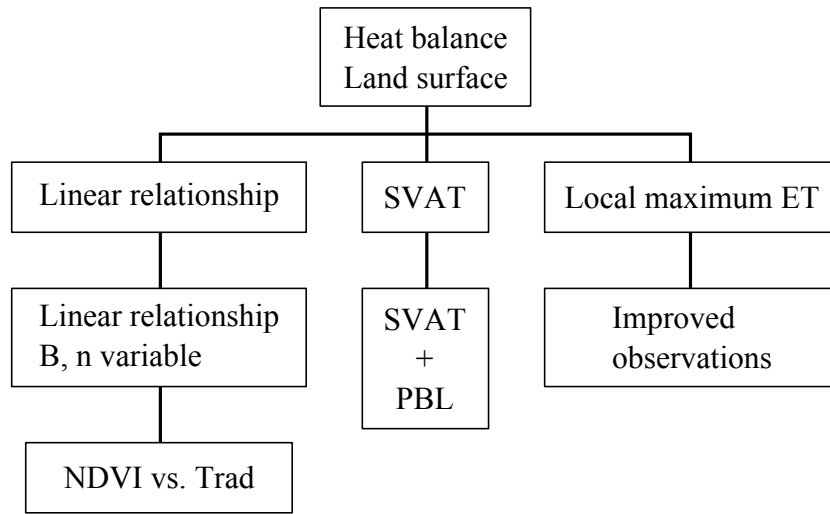 Heat balance
Land surface
Linear relationship
SVAT
Local maximum ET
Linear relationship
B, n variable
SVAT
+
PBL
Improved
observations
NDVI vs. Trad